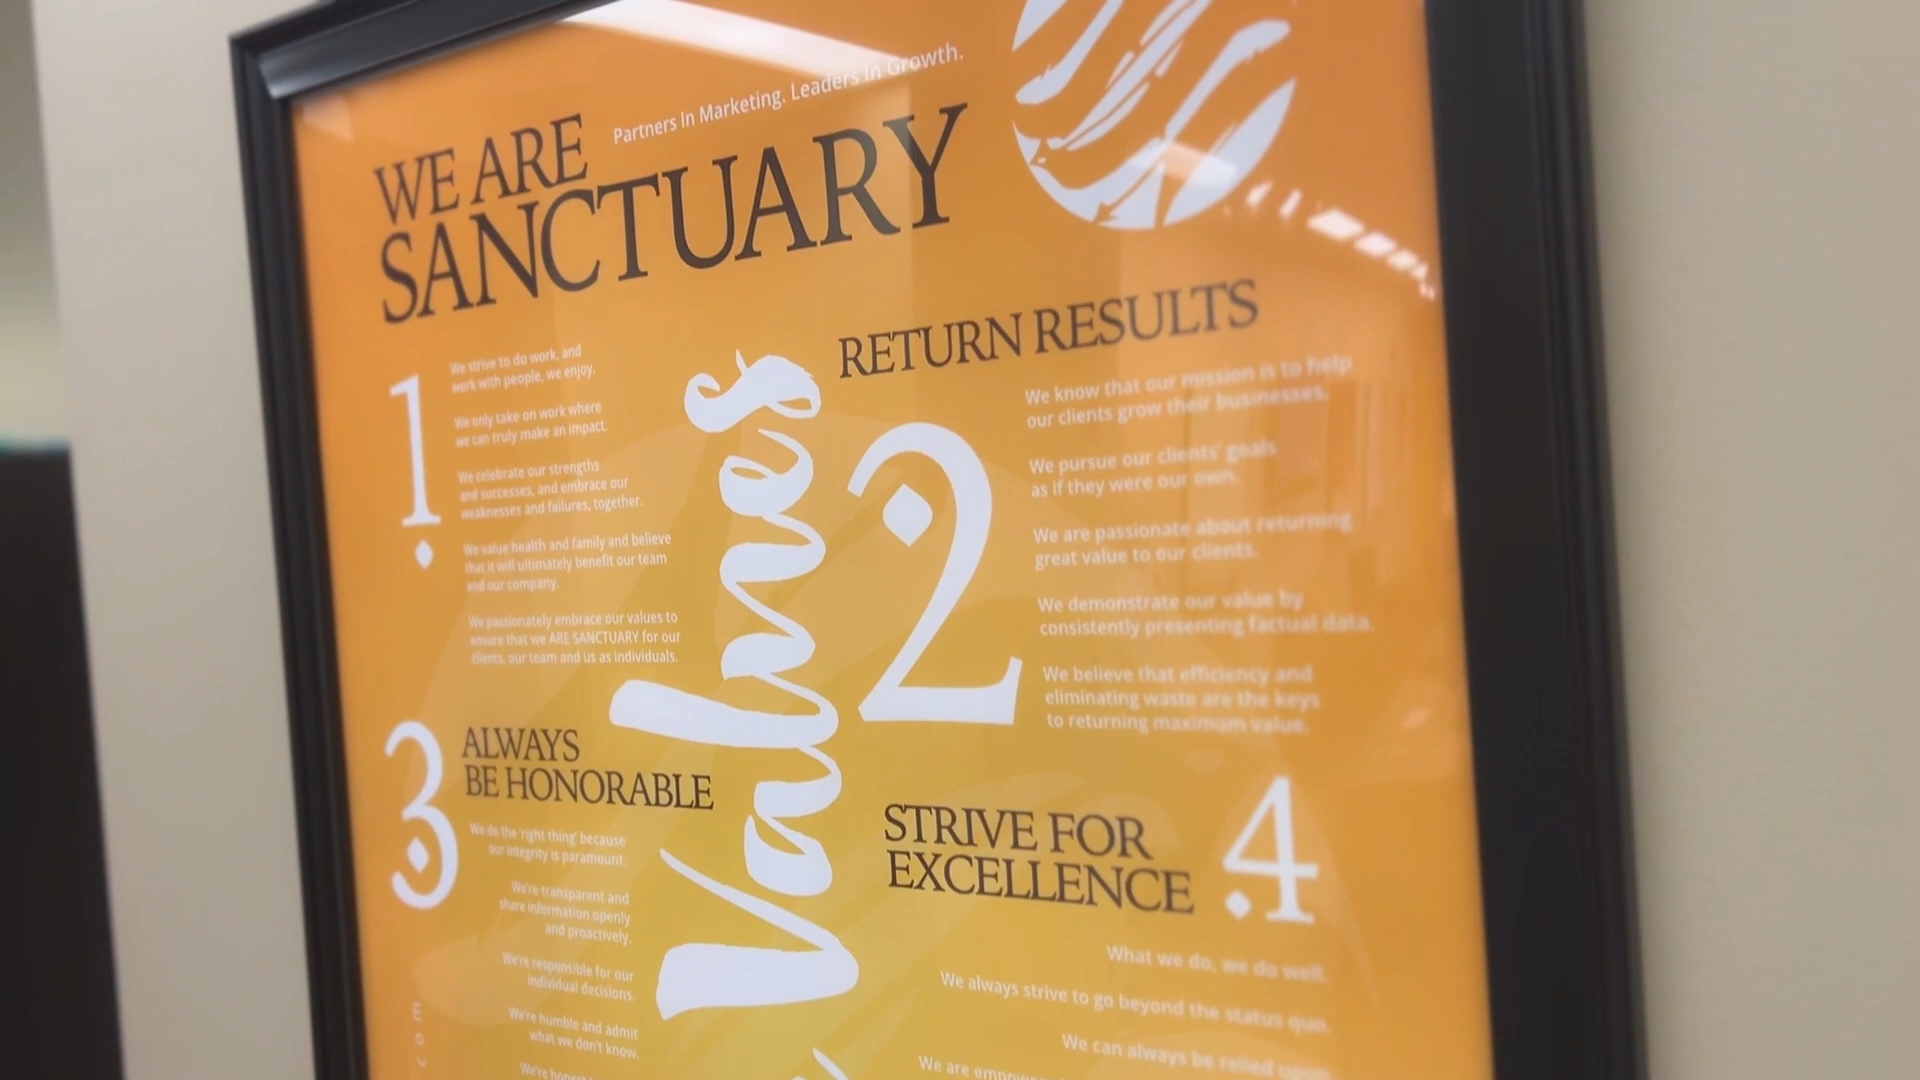 Partners In Marketing. Leaders In Growth.
WE ARE
SANCTUARY
1
We strive to do work, and
work with people, we enjoy.
We only take on work where
we can truly make an impact.
We celebrate our strengths
and successes, and embrace our
weaknesses and failures, together.
We value health and family and believe
that it will ultimately benefit our team
and our company.
We passionately embrace our values to
ensure that we ARE SANCTUARY for our
clients, our team and us as individuals.
Values
RETURN RESULTS
2
We know that our mission is to help
our clients grow their businesses.
We pursue our clients' goals
as if they were our own.
We are passionate about returning
great value to our clients.
We demonstrate our value by
consistently presenting factual data.
We believe that efficiency and
eliminating waste are the keys
to returning maximum value.
3
ALWAYS
BE HONORABLE
We do the 'right thing' because
our integrity is paramount.
We're transparent and
share information openly
and proactively.
We're responsible for our
individual decisions.
We're humble and admit
what we don't know.
We're
STRIVE FOR
EXCELLENCE
4
What we do, we do well.
We always strive to go beyond the status quo.
We can always be relied upon
We are
com